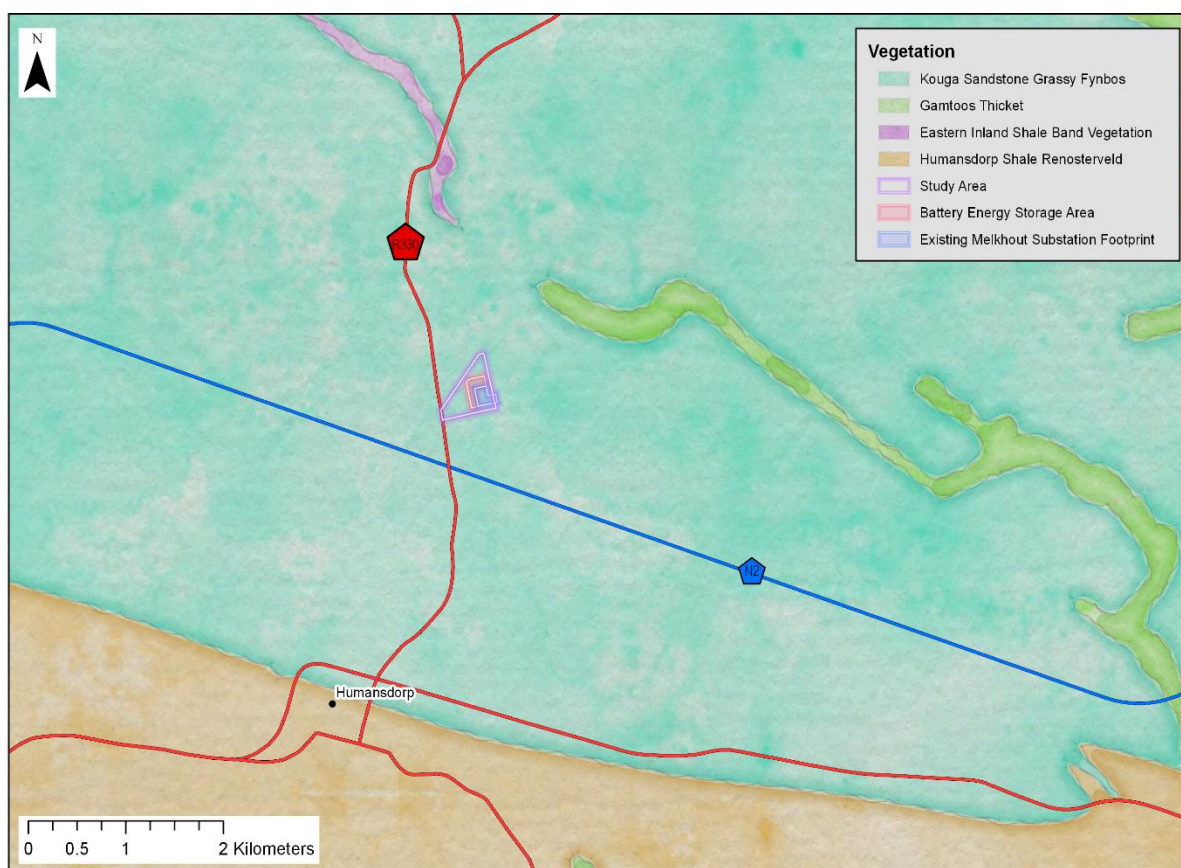 N
Vegetation
Kouga Sandstone Grassy Fynbos
Gamtoos Thicket
Eastern Inland Shale Band Vegetation
Humansdorp Shale Renosterveld
Study Area
Battery Energy Storage Area
Existing Melkhout Substation Footprint
R330
N2
Humansdorp
0 0.5 1 2 Kilometers